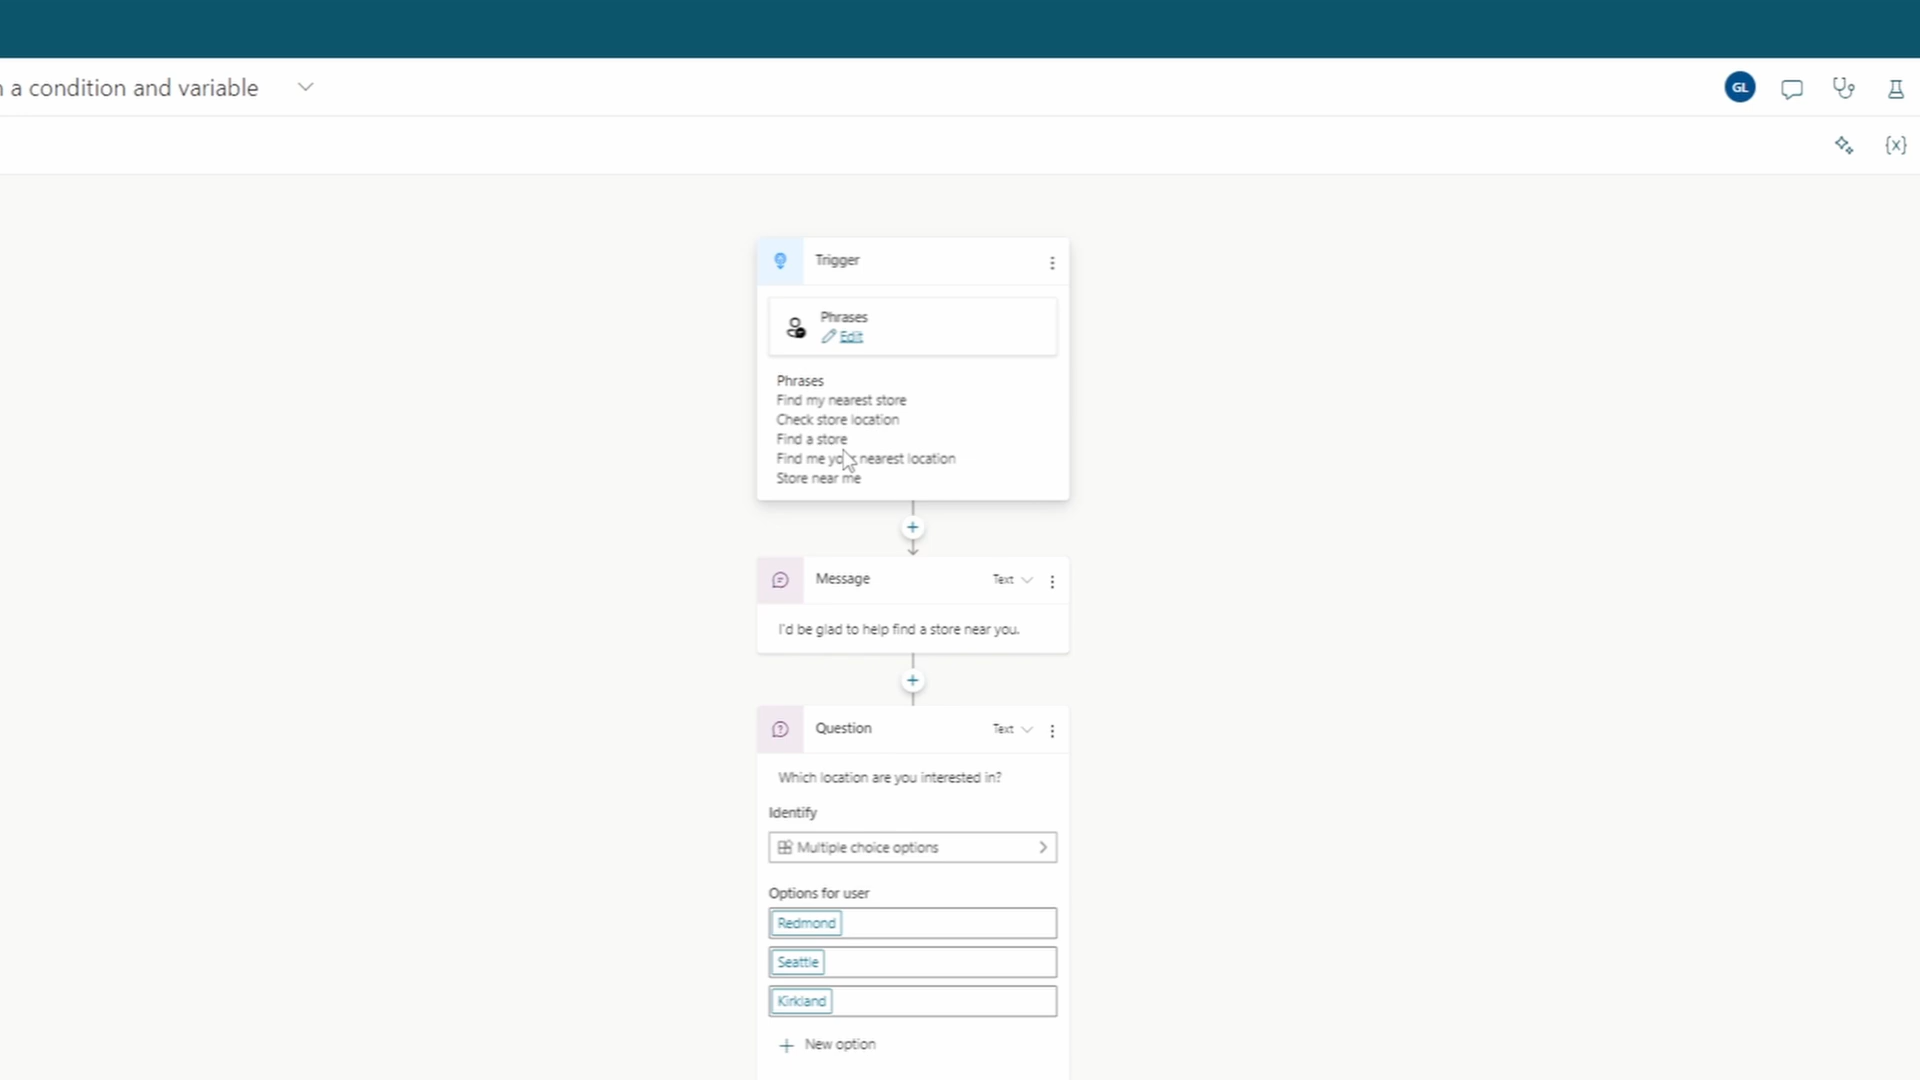 a condition and variable
GL
{x}
Trigger
Phrases
Edit
Phrases
Find my nearest store
Check store location
Find a store
Find me your nearest location
Store near me
Message
Text
I'd be glad to help find a store near you.
Question
Text
Which location are you interested in?
Identify
Multiple choice options
Options for user
Redmond
Seattle
Kirkland
New option